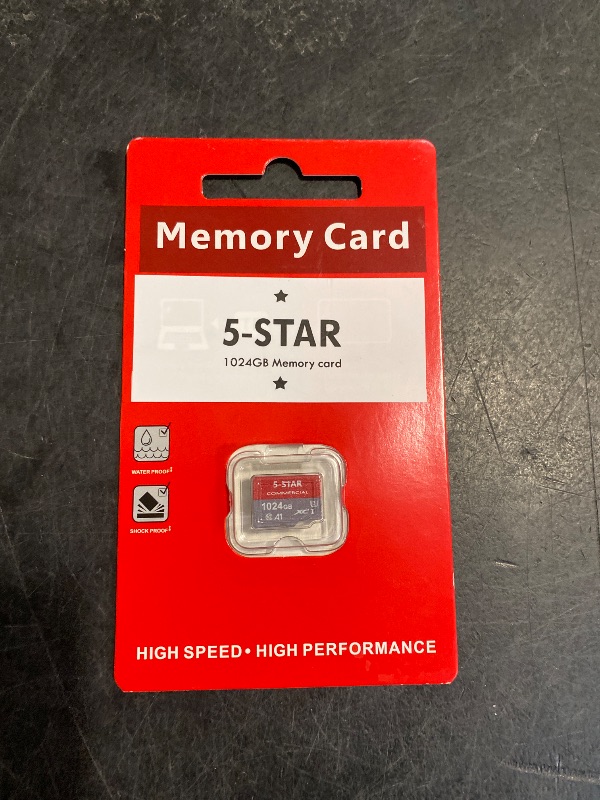 Memory Card
5-STAR
1024GB Memory card
WATER PROOF‡
SHOCK PROOF‡
5-STAR
COMMERCIAL
1024GB
A1 XC I
HIGH SPEED• HIGH PERFORMANCE